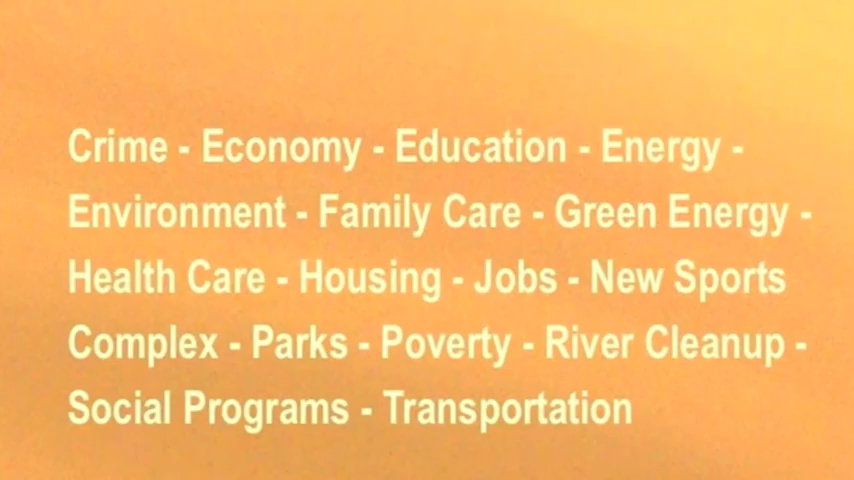 Crime - Economy - Education - Energy -
Environment - Family Care - Green Energy -
Health Care - Housing - Jobs - New Sports
Complex - Parks - Poverty - River Cleanup -
Social Programs - Transportation